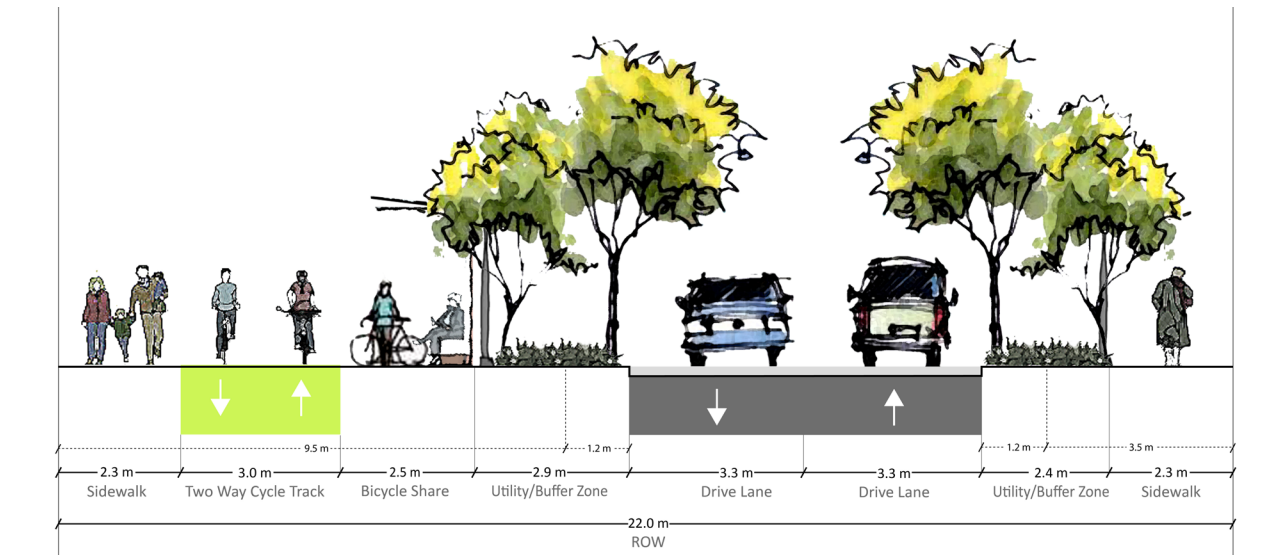 9.5 m 1.2 m 1.2 m 3.5 m
2.3 m 3.0 m 2.5 m 2.9 m 3.3 m 3.3 m 2.4 m 2.3 m
Sidewalk Two Way Cycle Track Bicycle Share Utility/Buffer Zone Drive Lane Drive Lane Utility/Buffer Zone Sidewalk
22.0 m
ROW